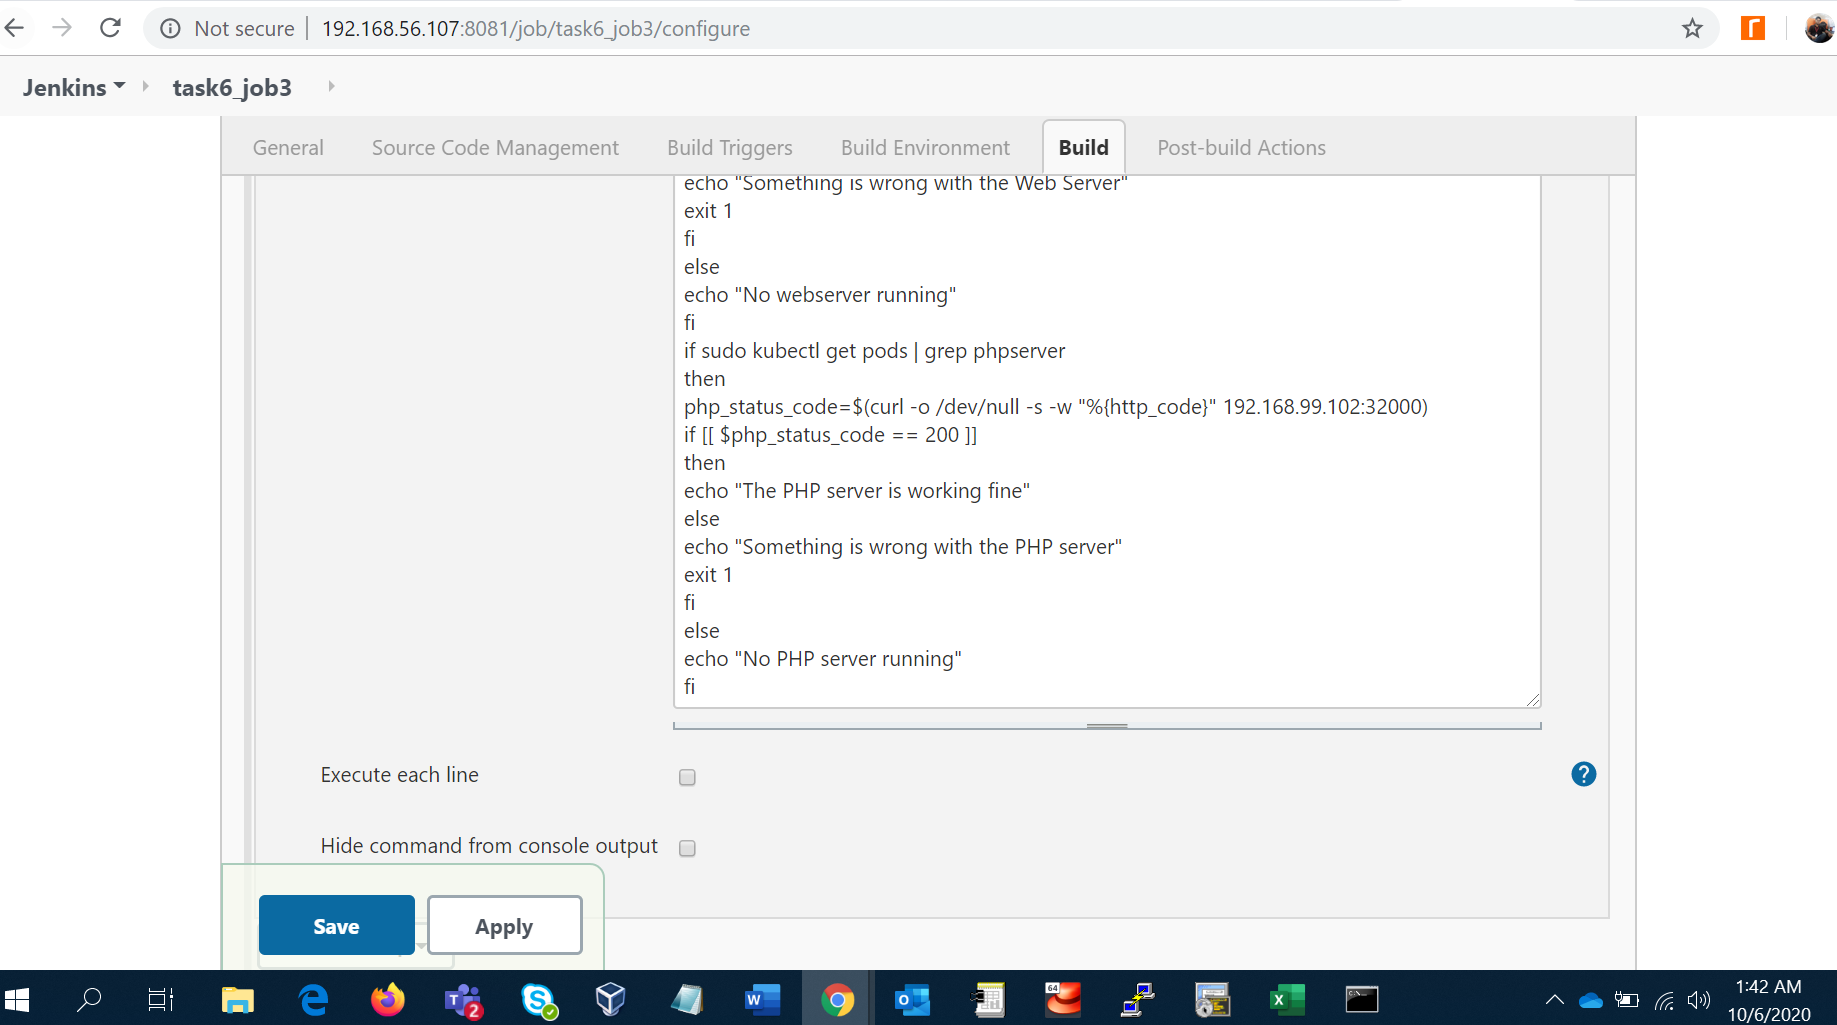 Not secure | 192.168.56.107:8081/job/task6_job3/configure
Jenkins
task6_job3
General
Source Code Management
Build Triggers
Build Environment
Build
Post-build Actions
echo "Something is wrong with the Web Server"
exit 1
fi
else
echo "No webserver running"
fi
if sudo kubectl get pods | grep phpserver
then
php_status_code=$(curl -o /dev/null -s -w "%{http_code}" 192.168.99.102:32000)
if [[ $php_status_code == 200 ]]
then
echo "The PHP server is working fine"
else
echo "Something is wrong with the PHP server"
exit 1
fi
else
echo "No PHP server running"
fi
Execute each line
?
Hide command from console output
Save
Apply
2
64
1:42 AM
10/6/2020